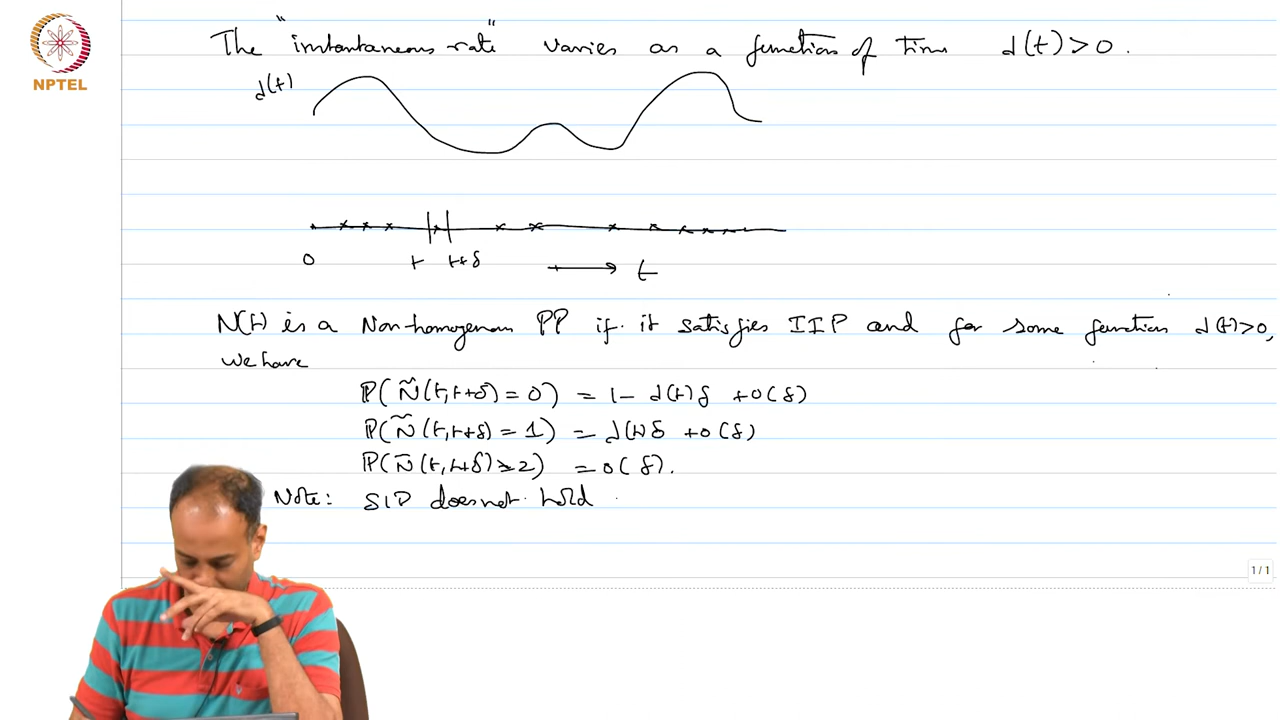 The "instantaneous rate" varies as a function of time λ(t) > 0.
λ(t)
0 t t+δ t
N(t) is a Non-homogenous PP if it satisfies IIP and for some function λ(t) > 0,
we have
ℙ(Ñ(t,t+δ) = 0) = 1 - λ(t)δ + o(δ)
ℙ(Ñ(t,t+δ) = 1) = λ(t)δ + o(δ)
ℙ(Ñ(t,t+δ) ≥ 2) = o(δ).
Note: SIP does not hold
1/1
NPTEL